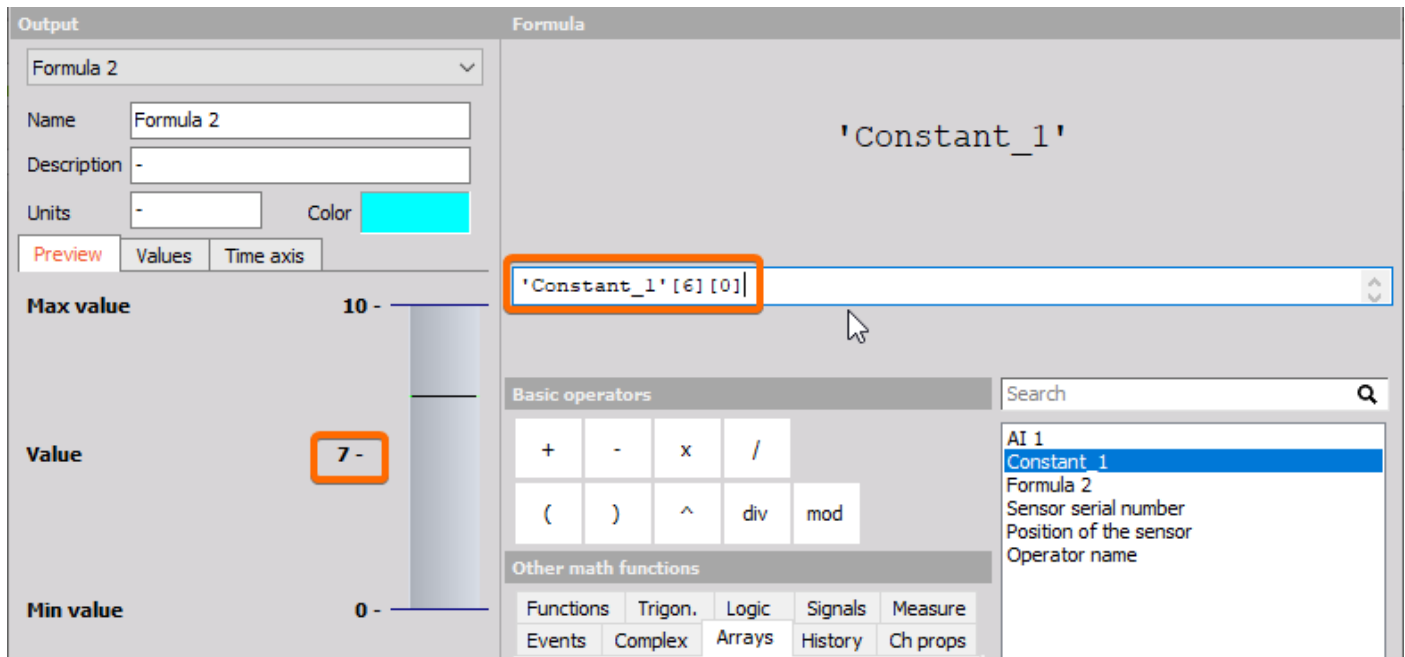 Output
Formula 2
Name Formula 2
Description -
Units - Color
Preview Values Time axis
Max value 10 -
Value 7 -
Min value 0 -
Formula
'Constant_1'
'Constant_1'[6][0]
Basic operators
+ - x /
( ) ^ div mod
Other math functions
Functions Trigon. Logic Signals Measure
Events Complex Arrays History Ch props
Search
AI 1
Constant_1
Formula 2
Sensor serial number
Position of the sensor
Operator name